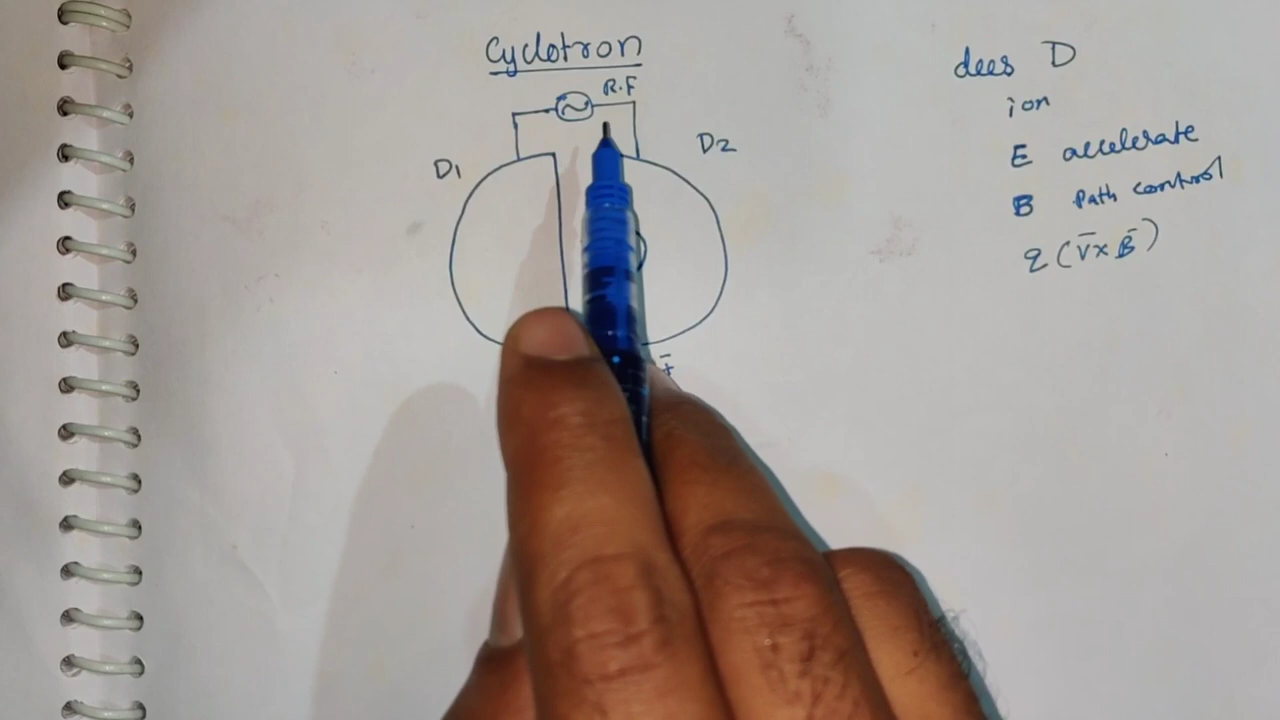 Cyclotron
R.F
D1
D2
dees D
ion
E accelerate
B Path control
q(V̄×B̄)